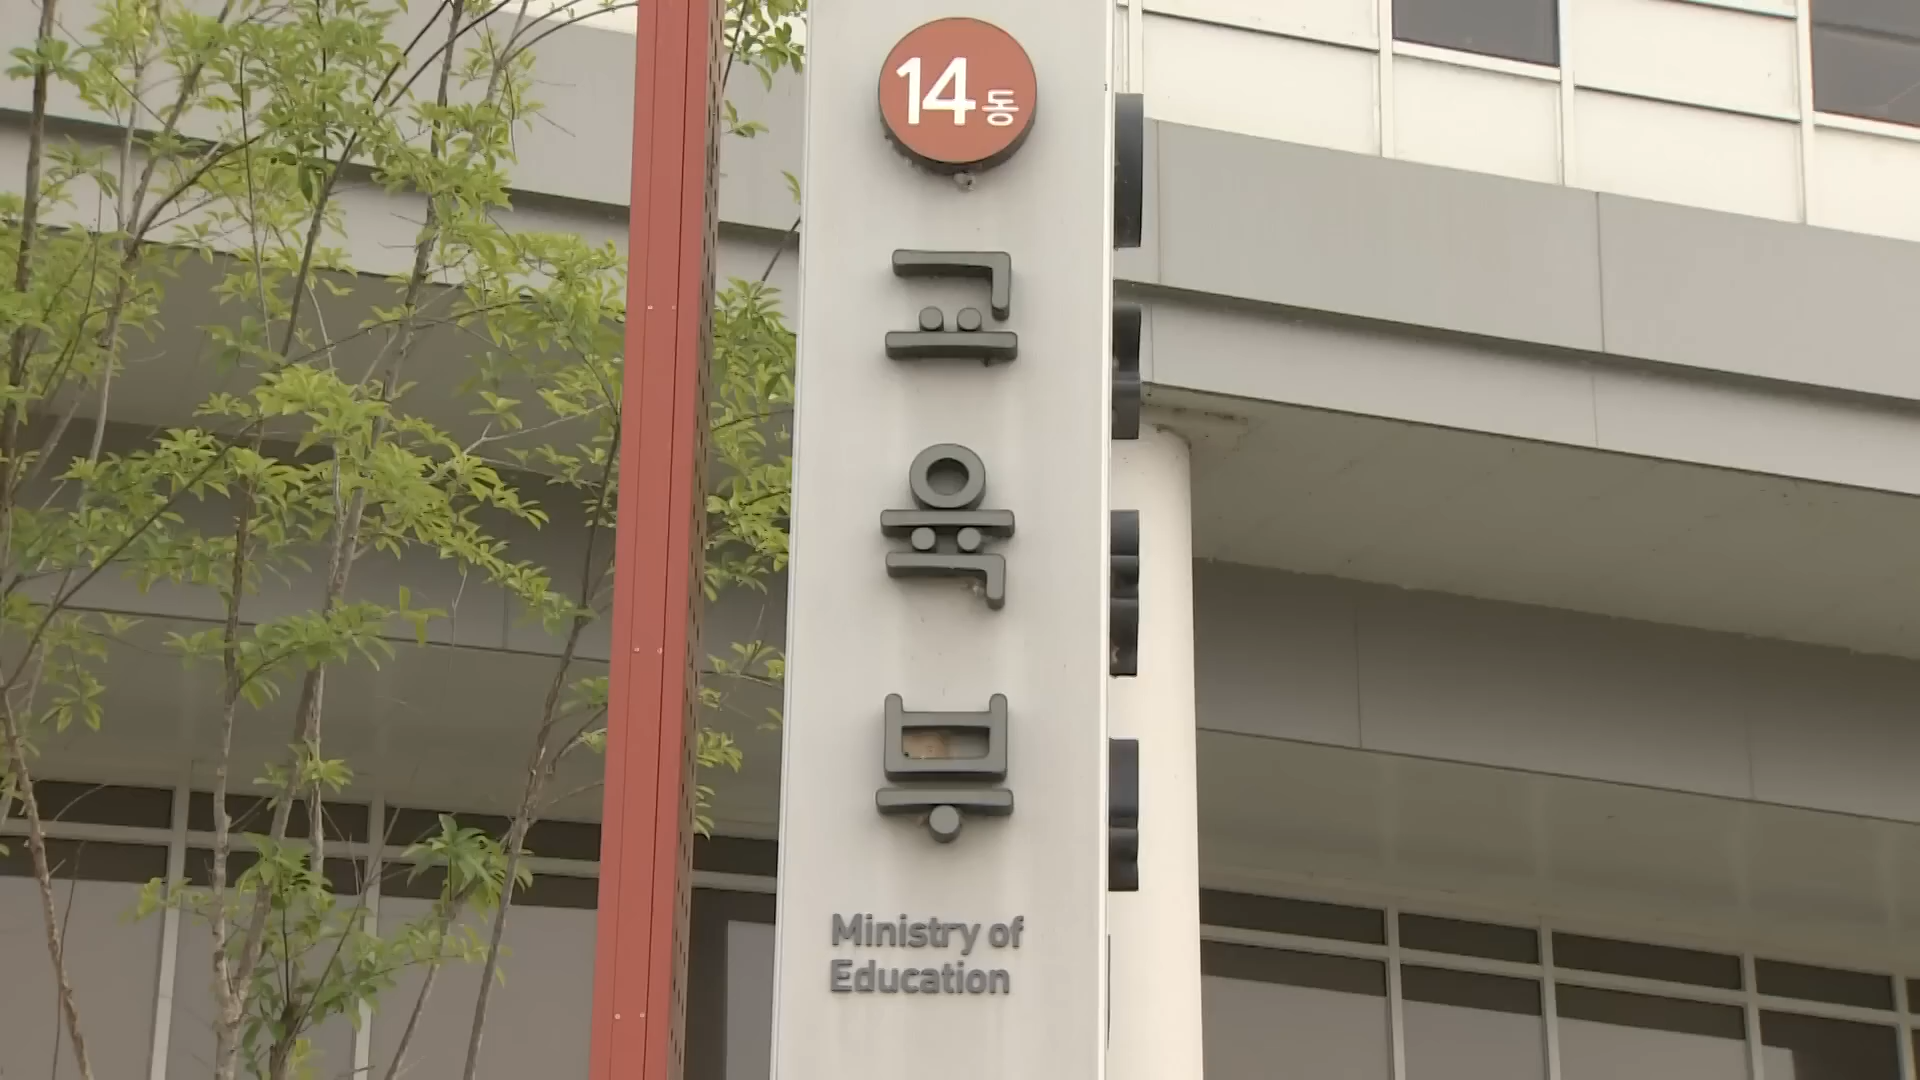 14동
교육부
Ministry of
Education